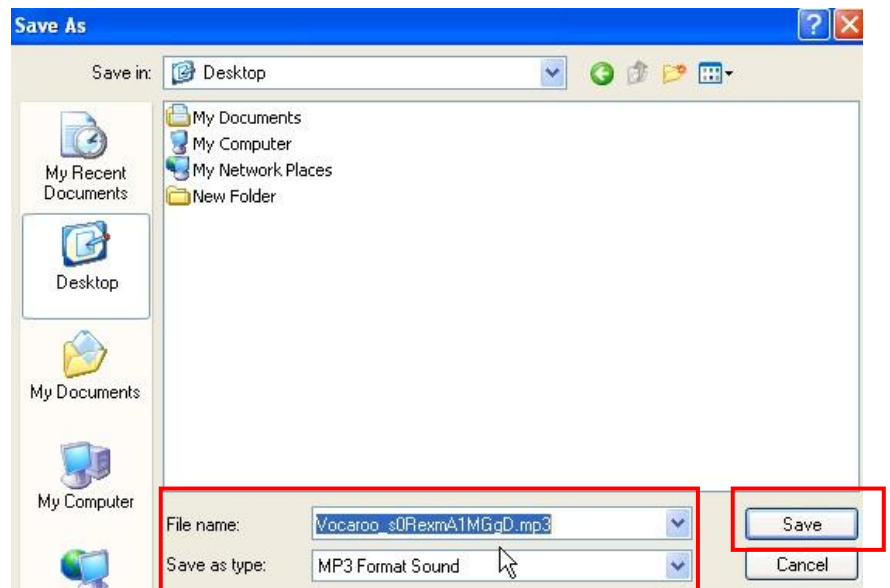 Save As
Save in:
Desktop
My Documents
My Computer
My Network Places
New Folder
My Recent
Documents
Desktop
My Documents
My Computer
File name:
Vocaroo_s0RexmA1MGgD.mp3
Save
Save as type:
MP3 Format Sound
Cancel